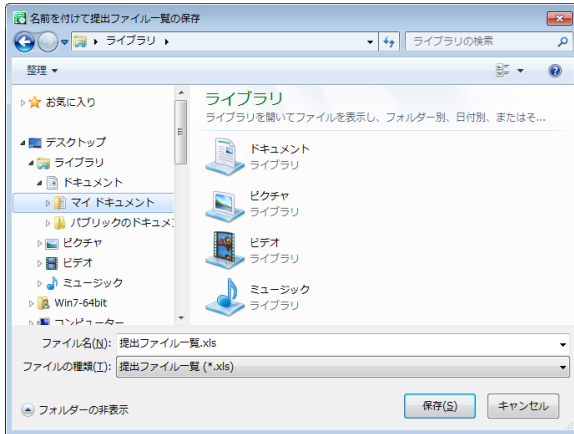 名前を付けて提出ファイル一覧の保存
ライブラリ
ライブラリの検索
整理
お気に入り
デスクトップ
ライブラリ
ドキュメント
マイ ドキュメント
パブリックのドキュメ
ピクチャ
ビデオ
ミュージック
Win7-64bit
コンピューター
ライブラリ
ライブラリを開いてファイルを表示し、フォルダー別、日付別、またはそ...
ドキュメント
ライブラリ
ピクチャ
ライブラリ
ビデオ
ライブラリ
ミュージック
ライブラリ
ファイル名(N): 提出ファイル一覧.xls
ファイルの種類(T): 提出ファイル一覧 (*.xls)
フォルダーの非表示
保存(S)
キャンセル